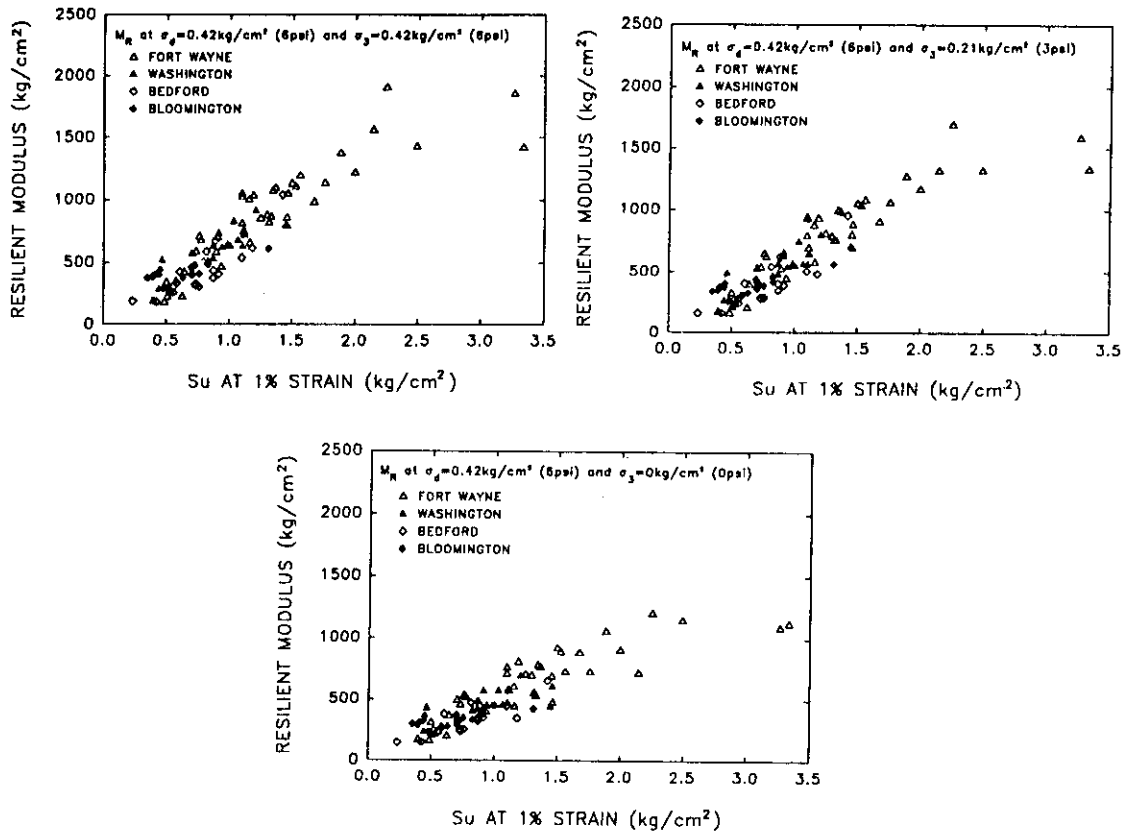 2500
2000
1500
1000
500
0
RESILIENT MODULUS (kg/cm²)
M_R at σ_d=0.42kg/cm² (6psi) and σ_3=0.42kg/cm² (6psi)
FORT WAYNE
WASHINGTON
BEDFORD
BLOOMINGTON
0.0 0.5 1.0 1.5 2.0 2.5 3.0 3.5
Su AT 1% STRAIN (kg/cm²)
2500
2000
1500
1000
500
0
RESILIENT MODULUS (kg/cm²)
M_R at σ_d=0.42kg/cm² (6psi) and σ_3=0.21kg/cm² (3psi)
FORT WAYNE
WASHINGTON
BEDFORD
BLOOMINGTON
0.0 0.5 1.0 1.5 2.0 2.5 3.0 3.5
Su AT 1% STRAIN (kg/cm²)
2500
2000
1500
1000
500
0
RESILIENT MODULUS (kg/cm²)
M_R at σ_d=0.42kg/cm² (6psi) and σ_3=0kg/cm² (0psi)
FORT WAYNE
WASHINGTON
BEDFORD
BLOOMINGTON
0.0 0.5 1.0 1.5 2.0 2.5 3.0 3.5
Su AT 1% STRAIN (kg/cm²)